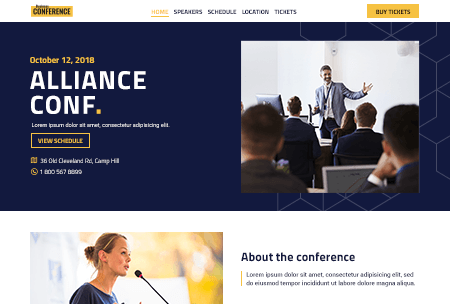 Business
CONFERENCE
HOME SPEAKERS SCHEDULE LOCATION TICKETS
BUY TICKETS
October 12, 2018
ALLIANCE
CONF.
Lorem ipsum dolor sit amet, consectetur adipisicing elit.
VIEW SCHEDULE
36 Old Cleveland Rd, Camp Hill
1 800 567 8899
About the conference
Lorem ipsum dolor sit amet, consectetur adipisicing elit, sed
do eiusmod tempor incididunt ut labore dolore magna aliqua.